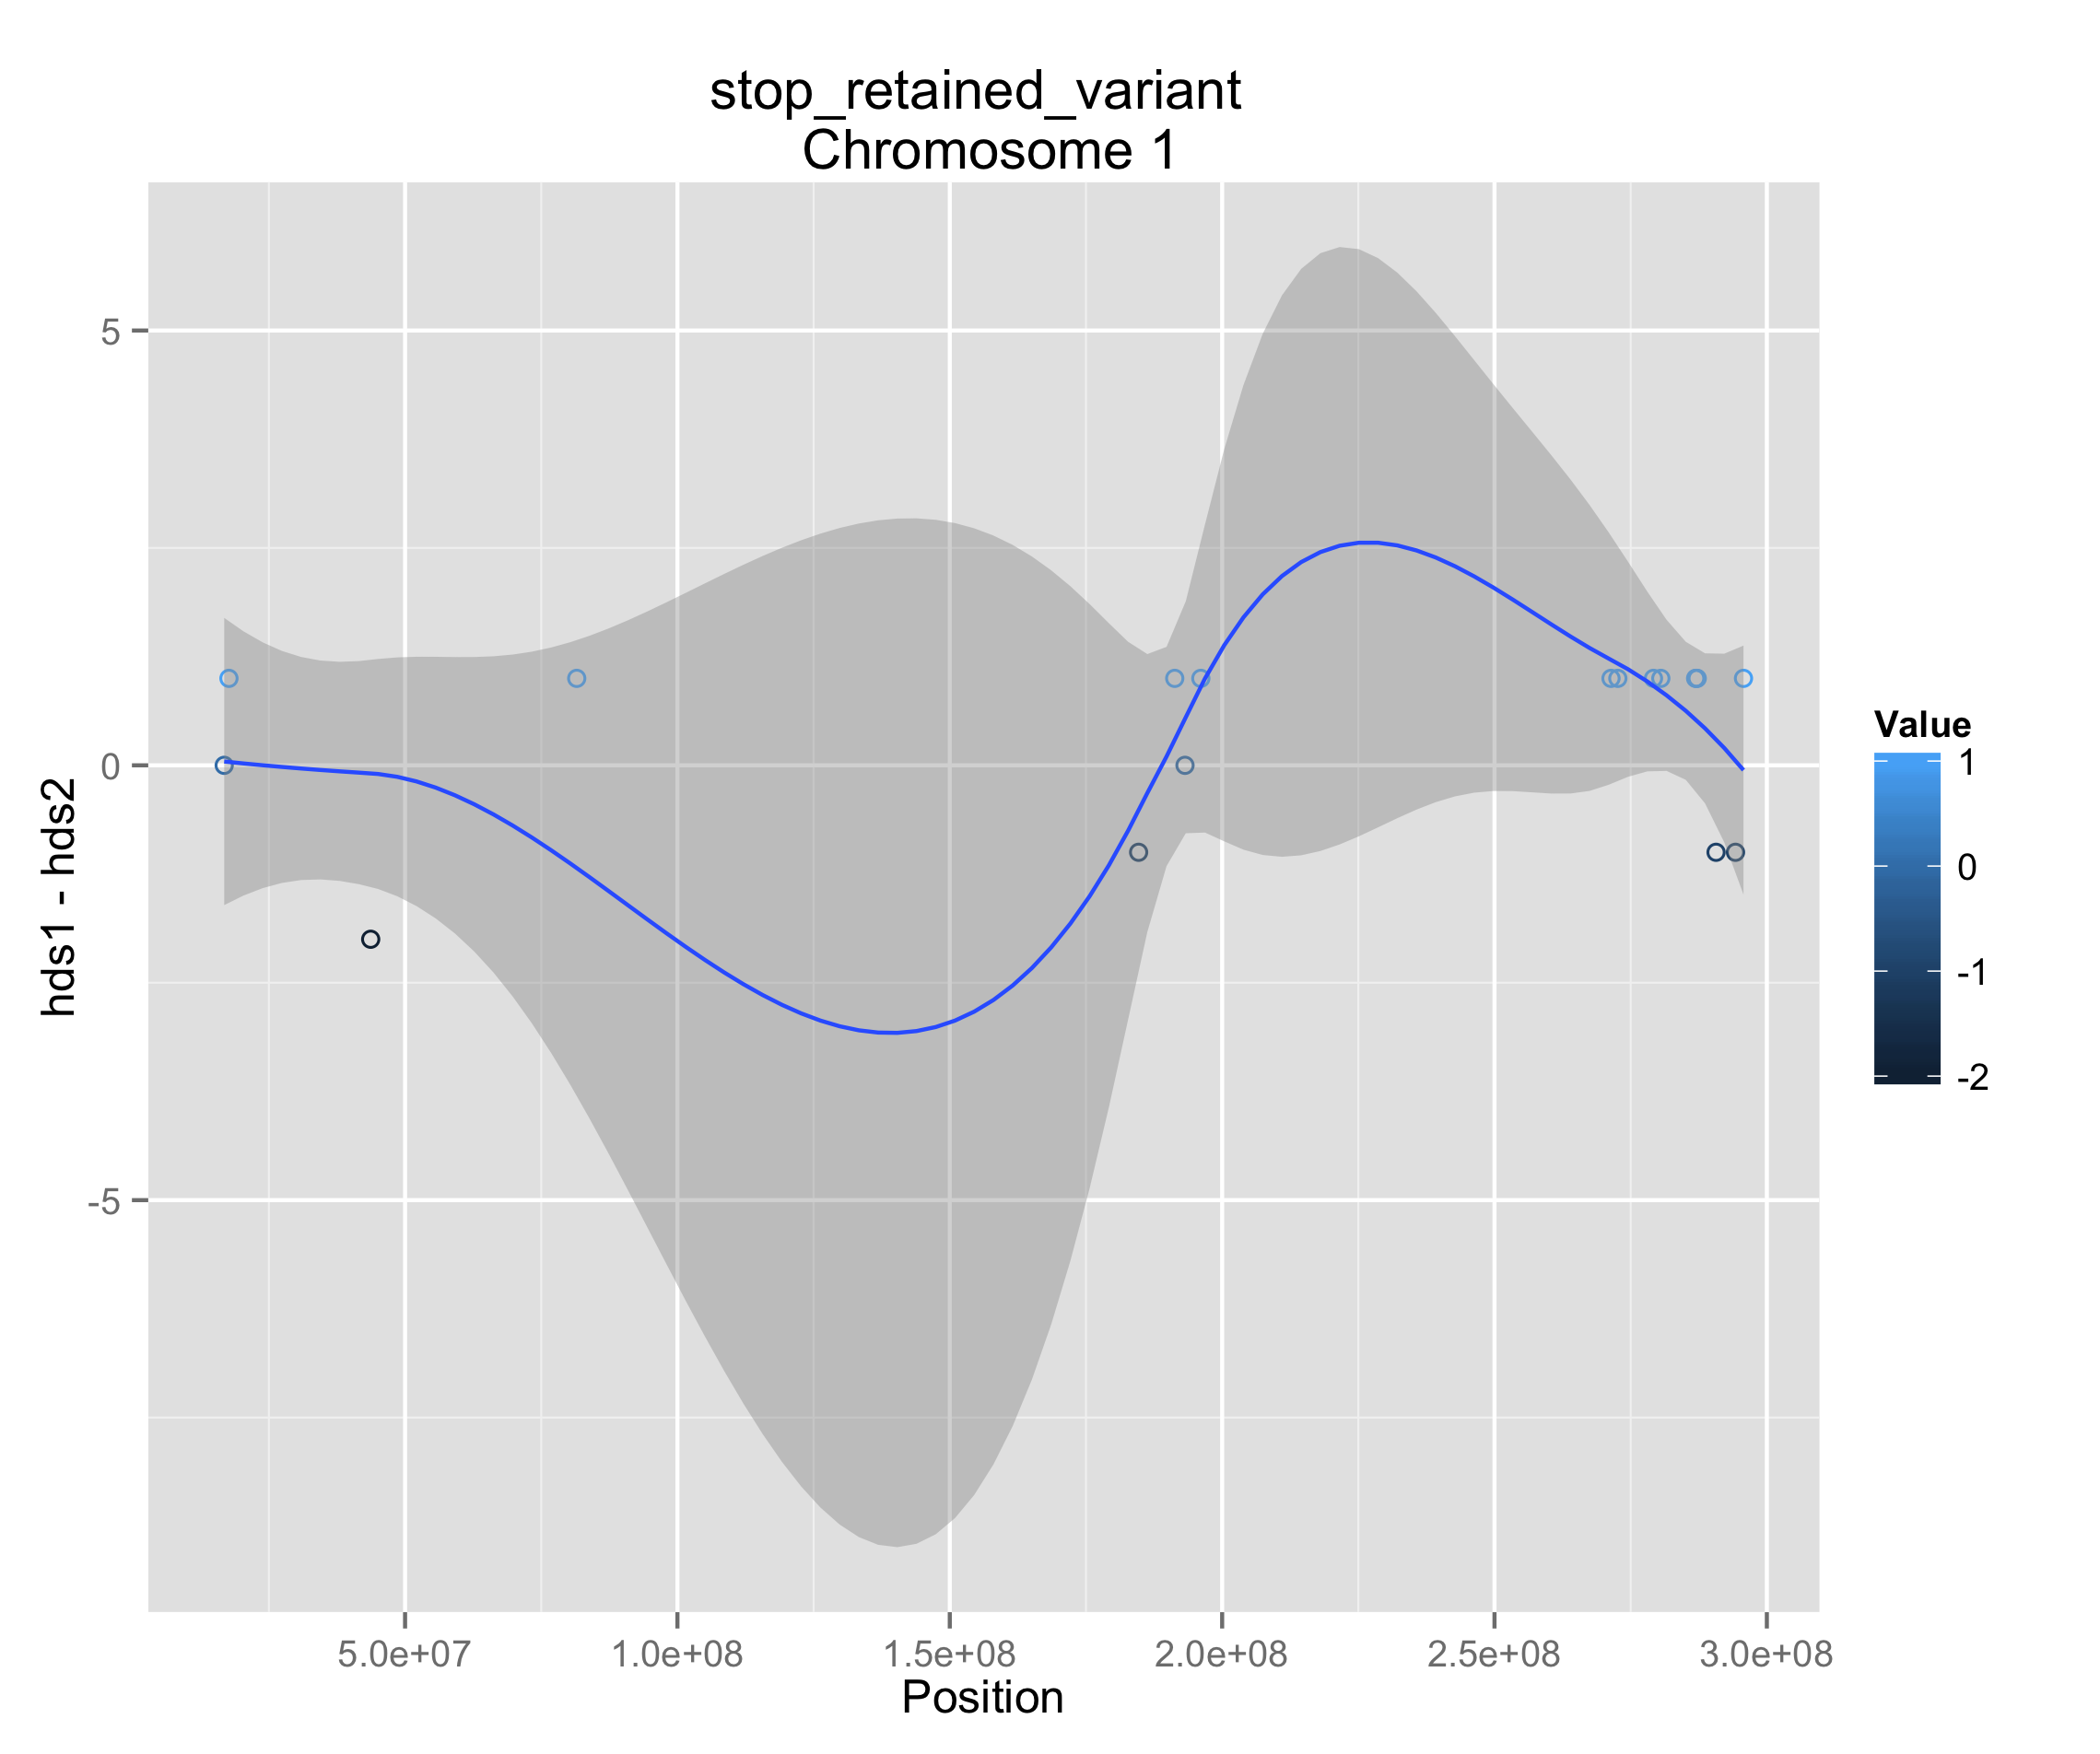 stop_retained_variant
Chromosome 1
hds1 - hds2
5
0
-5
5.0e+07
1.0e+08
1.5e+08
2.0e+08
2.5e+08
3.0e+08
Position
Value
1
0
-1
-2